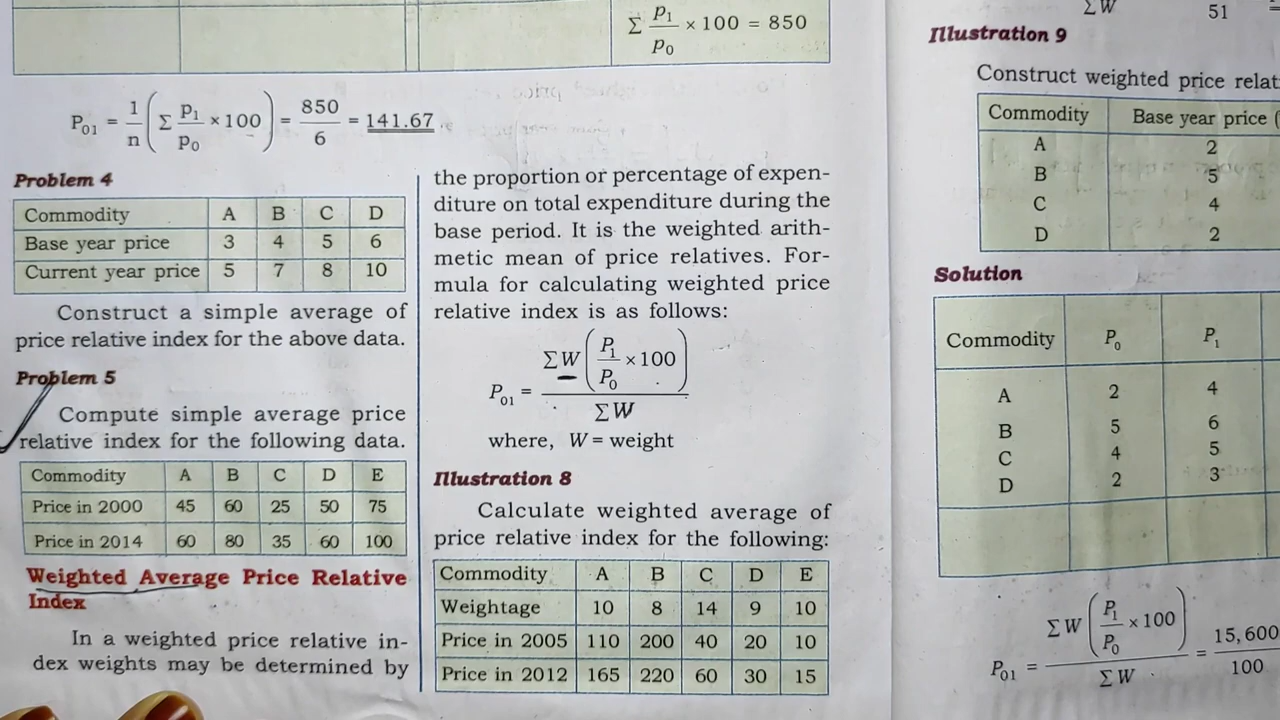 Σ P₁/P₀ × 100 = 850
P₀₁ = 1/n (Σ P₁/P₀ × 100) = 850/6 = 141.67
Problem 4
Commodity A B C D
Base year price 3 4 5 6
Current year price 5 7 8 10
Construct a simple average of
price relative index for the above data.
Problem 5
Compute simple average price
relative index for the following data.
Commodity A B C D E
Price in 2000 45 60 25 50 75
Price in 2014 60 80 35 60 100
Weighted Average Price Relative
Index
In a weighted price relative in-
dex weights may be determined by
the proportion or percentage of expen-
diture on total expenditure during the
base period. It is the weighted arith-
metic mean of price relatives. For-
mula for calculating weighted price
relative index is as follows:
P₀₁ = ΣW (P₁/P₀ × 100) / ΣW
where, W = weight
Illustration 8
Calculate weighted average of
price relative index for the following:
Commodity A B C D E
Weightage 10 8 14 9 10
Price in 2005 110 200 40 20 10
Price in 2012 165 220 60 30 15
ΣW 51
Illustration 9
Construct weighted price relat
Commodity Base year price (
A 2
B 5
C 4
D 2
Solution
Commodity P₀ P₁
A 2 4
B 5 6
C 4 5
D 2 3
P₀₁ = ΣW (P₁/P₀ × 100) / ΣW = 15,600 / 100